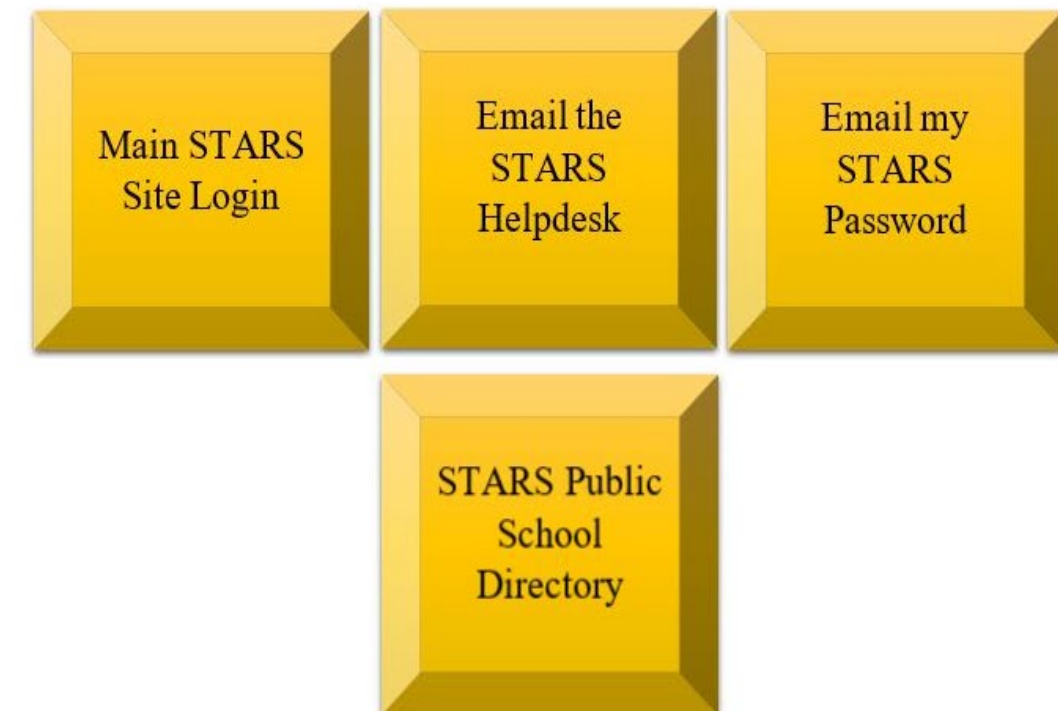 Main STARS
Site Login
Email the
STARS
Helpdesk
Email my
STARS
Password
STARS Public
School
Directory